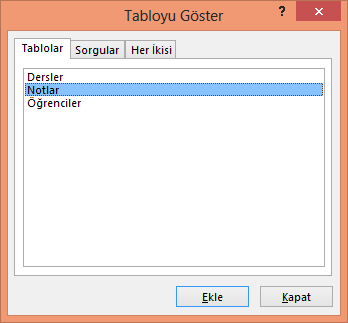 Tabloyu Göster
?
Tablolar Sorgular Her İkisi
Dersler
Notlar
Öğrenciler
Ekle Kapat